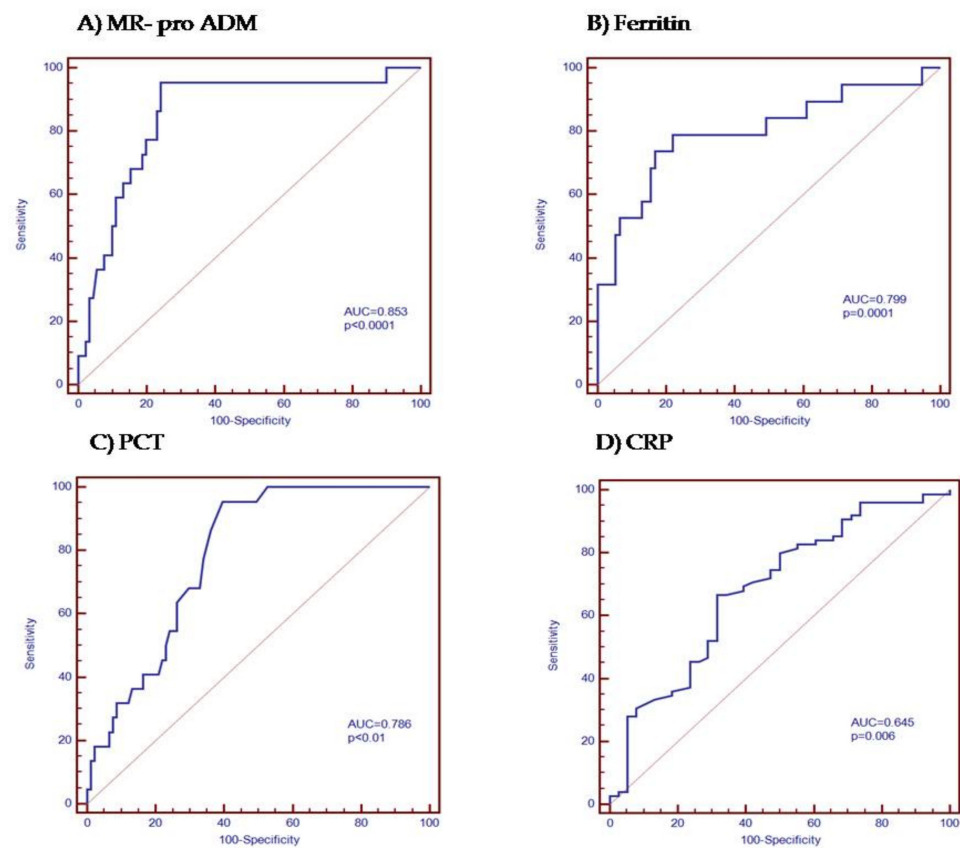 A) MR- pro ADM
100
80
60
40
20
0
Sensitivity
AUC=0.853
p<0.0001
0 20 40 60 80 100
100-Specificity
B) Ferritin
100
80
60
40
20
0
Sensitivity
AUC=0.799
p=0.0001
0 20 40 60 80 100
100-Specificity
C) PCT
100
80
60
40
20
0
Sensitivity
AUC=0.786
p<0.01
0 20 40 60 80 100
100-Specificity
D) CRP
100
80
60
40
20
0
Sensitivity
AUC=0.645
p=0.006
0 20 40 60 80 100
100-Specificity